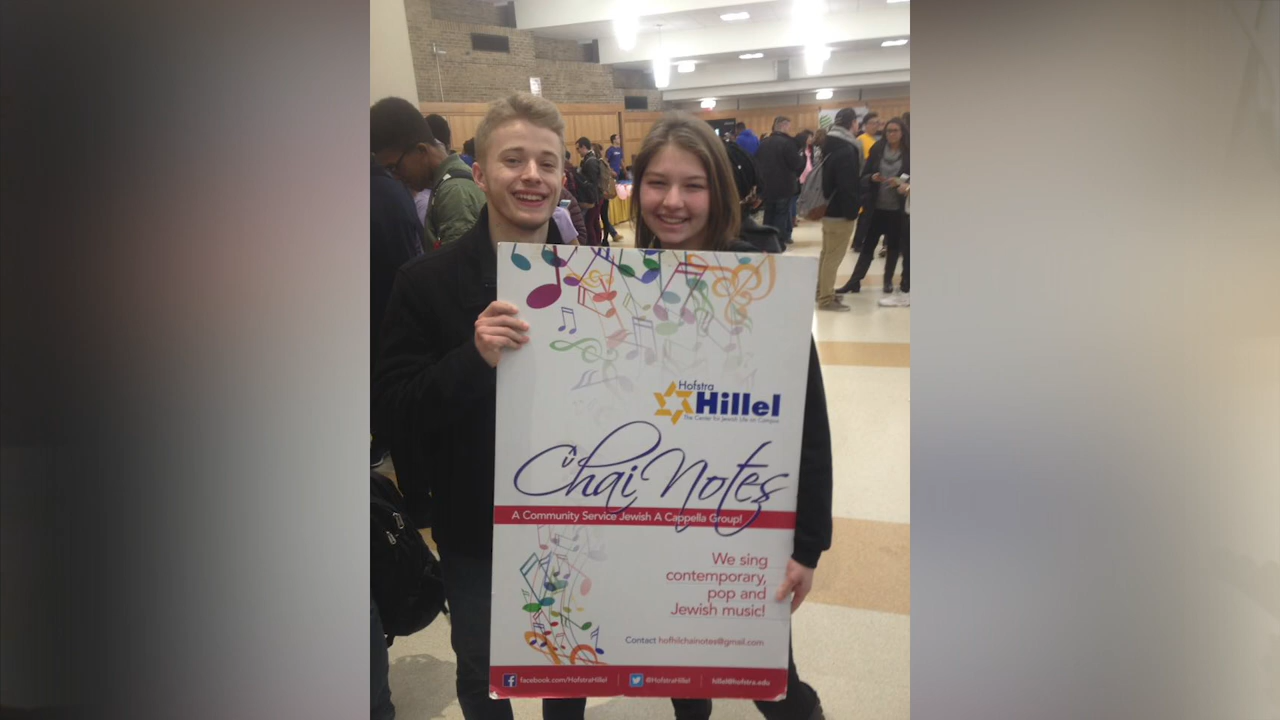 Hofstra
Hillel
The Center for Jewish Life on Campus
Chai Notes
A Community Service Jewish A Cappella Group!
We sing
contemporary,
pop and
Jewish music!
Contact hofhilchainotes@gmail.com
facebook.com/HofstraHillel @HofstraHillel hillel@hofstra.edu